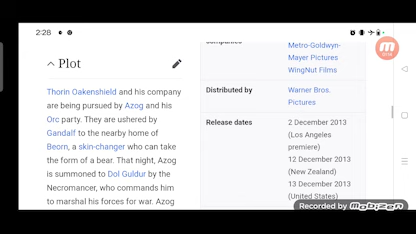 2:28
companies
Metro-Goldwyn-
Mayer Pictures
WingNut Films
Plot
Distributed by
Warner Bros.
Pictures
Thorin Oakenshield and his company
are being pursued by Azog and his
Orc party. They are ushered by
Gandalf to the nearby home of
Beorn, a skin-changer who can take
the form of a bear. That night, Azog
is summoned to Dol Guldur by the
Necromancer, who commands him
to marshal his forces for war. Azog
Release dates
2 December 2013
(Los Angeles
premiere)
12 December 2013
(New Zealand)
13 December 2013
(United States)
Recorded by Mobizen